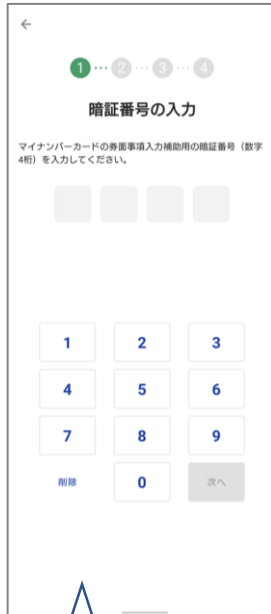 ←
1 … 2 … 3 … 4
暗証番号の入力
マイナンバーカードの券面事項入力補助用の暗証番号（数字
4桁）を入力してください。
1 2 3
4 5 6
7 8 9
削除 0 次へ